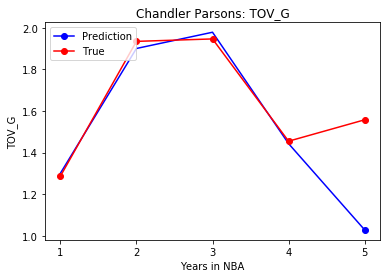 Chandler Parsons: TOV_G
Prediction
True
2.0
1.8
1.6
1.4
1.2
1.0
TOV_G
1 2 3 4 5
Years in NBA